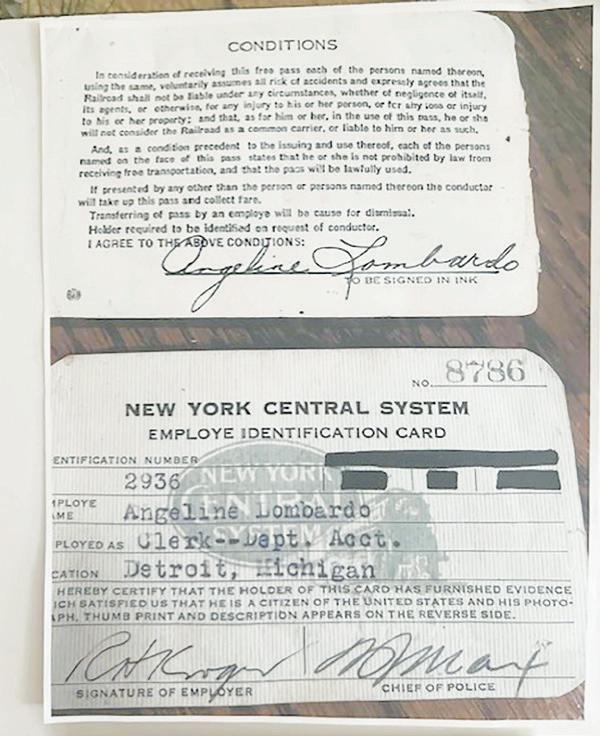 CONDITIONS
In consideration of receiving this free pass each of the persons named thereon,
using the same, voluntarily assumes all risk of accidents and expressly agrees that the
Railroad shall not be liable under any circumstances, whether of negligence of itself,
its agents, or otherwise, for any injury to his or her person, or for any loss or injury
to his or her property; and that, as for him or her, in the use of this pass, he or she
will not consider the Railroad as a common carrier, or liable to him or her as such.
And, as a condition precedent to the issuing and use thereof, each of the persons
named on the face of this pass states that he or she is not prohibited by law from
receiving free transportation, and that the pass will be lawfully used.
If presented by any other than the person or persons named thereon the conductor
will take up this pass and collect fare.
Transferring of pass by an employe will be cause for dismissal.
Holder required to be identified on request of conductor.
I AGREE TO THE ABOVE CONDITIONS:
Angeline Lombardo
TO BE SIGNED IN INK
NO. 8786
NEW YORK CENTRAL SYSTEM
EMPLOYE IDENTIFICATION CARD
ENTIFICATION NUMBER
2936
NEW YORK
CENTRAL
SYSTEM
MPLOYE
AME
Angeline Lombardo
PLOYED AS Clerk--Dept. Acct.
CATION Detroit, Michigan
HEREBY CERTIFY THAT THE HOLDER OF THIS CARD HAS FURNISHED EVIDENCE
ICH SATISFIED US THAT HE IS A CITIZEN OF THE UNITED STATES AND HIS PHOTO-
APH, THUMB PRINT AND DESCRIPTION APPEARS ON THE REVERSE SIDE.
SIGNATURE OF EMPLOYER
CHIEF OF POLICE